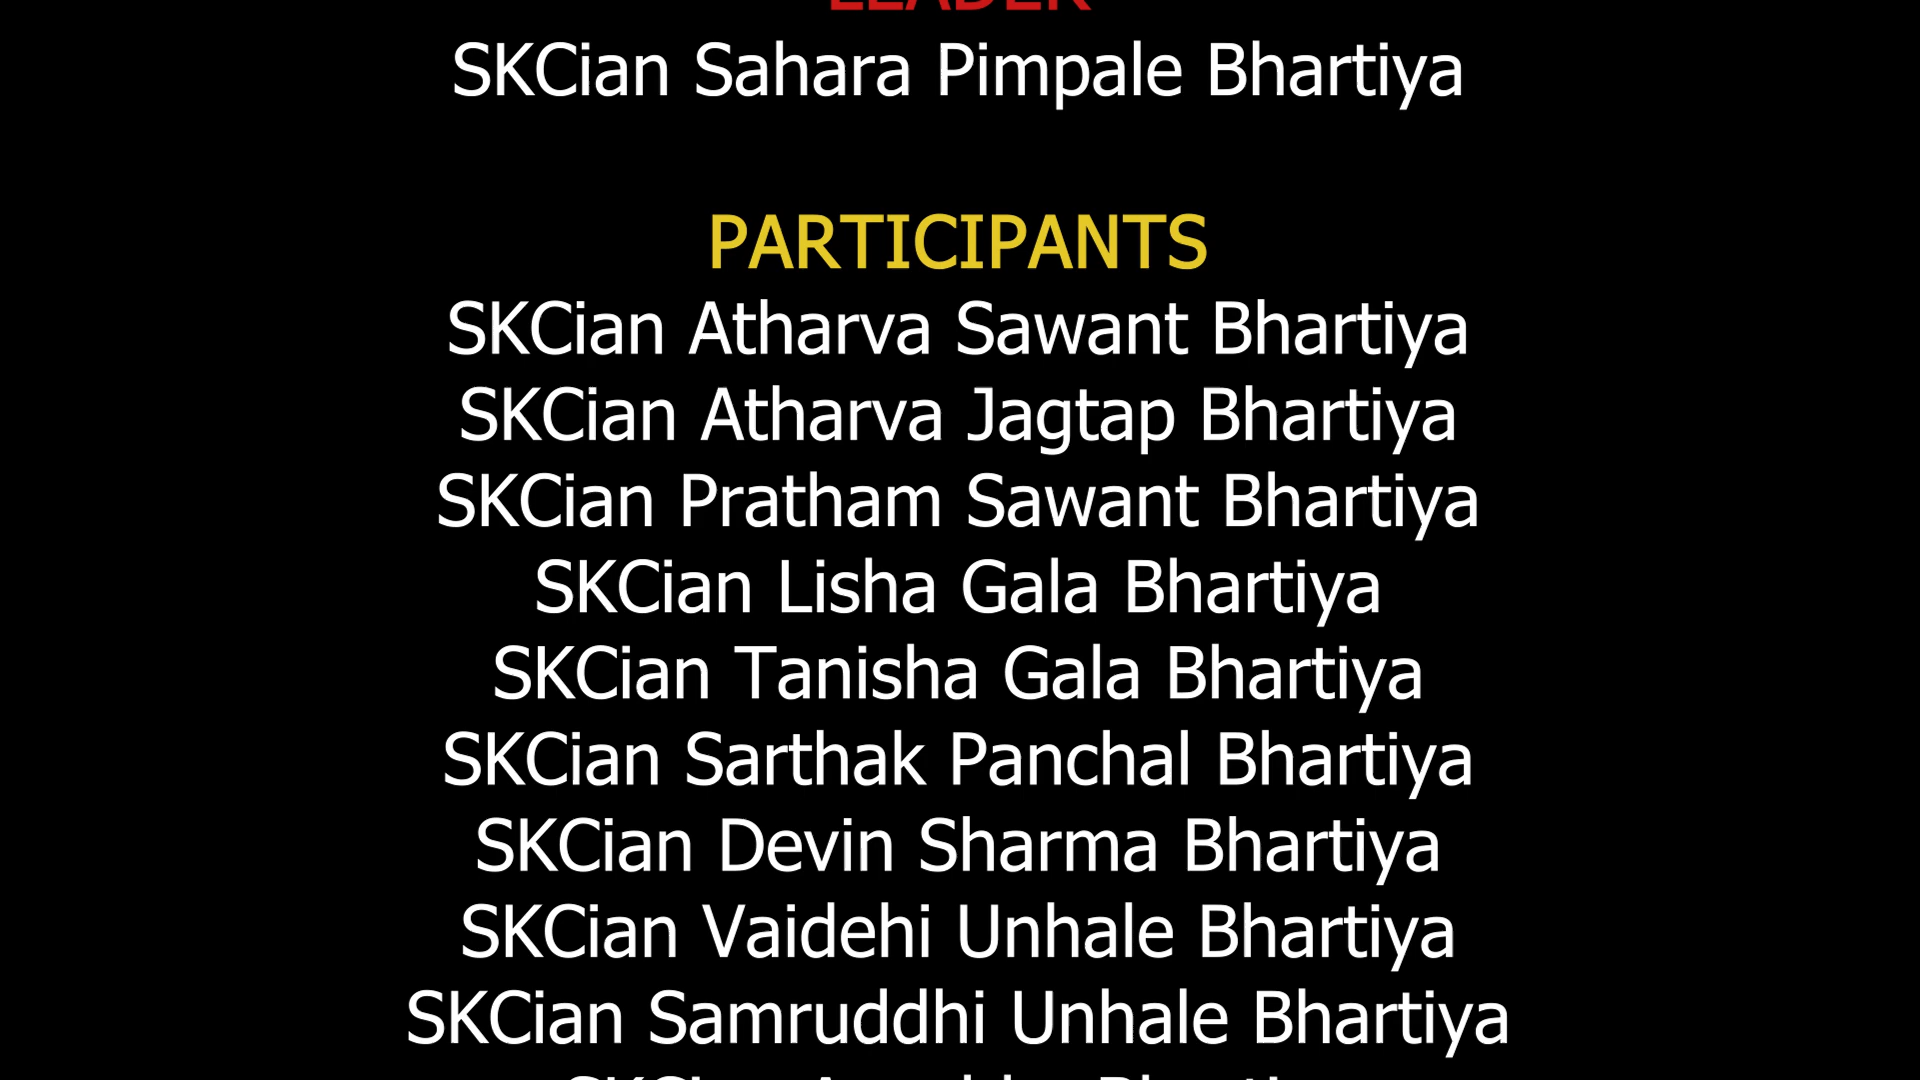 LEADER
SKCian Sahara Pimpale Bhartiya
PARTICIPANTS
SKCian Atharva Sawant Bhartiya
SKCian Atharva Jagtap Bhartiya
SKCian Pratham Sawant Bhartiya
SKCian Lisha Gala Bhartiya
SKCian Tanisha Gala Bhartiya
SKCian Sarthak Panchal Bhartiya
SKCian Devin Sharma Bhartiya
SKCian Vaidehi Unhale Bhartiya
SKCian Samruddhi Unhale Bhartiya